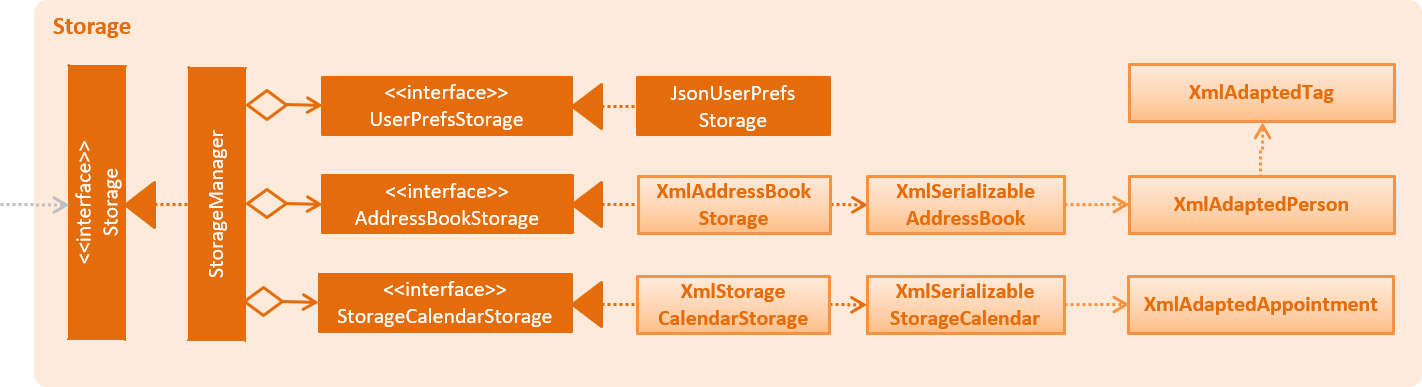 Storage
<<interface>>
Storage
StorageManager
<<interface>>
UserPrefsStorage
JsonUserPrefs
Storage
XmlAdaptedTag
<<interface>>
AddressBookStorage
XmlAddressBook
Storage
XmlSerializable
AddressBook
XmlAdaptedPerson
<<interface>>
StorageCalendarStorage
XmlStorage
CalendarStorage
XmlSerializable
StorageCalendar
XmlAdaptedAppointment